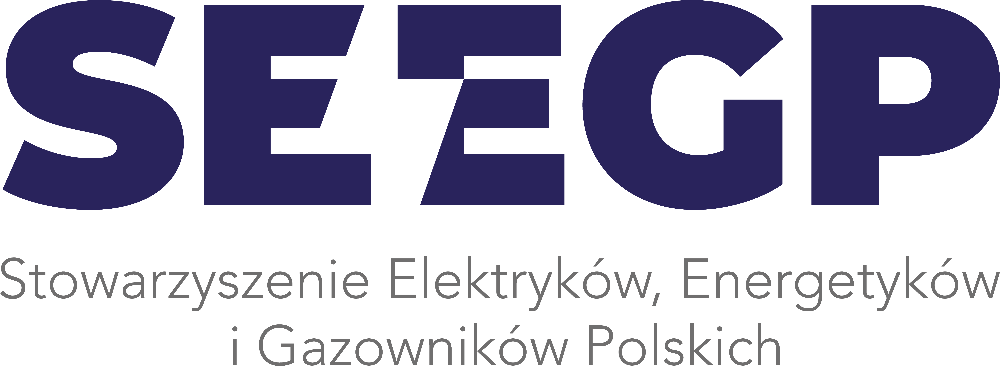 SEEGP
Stowarzyszenie Elektryków, Energetyków
i Gazowników Polskich